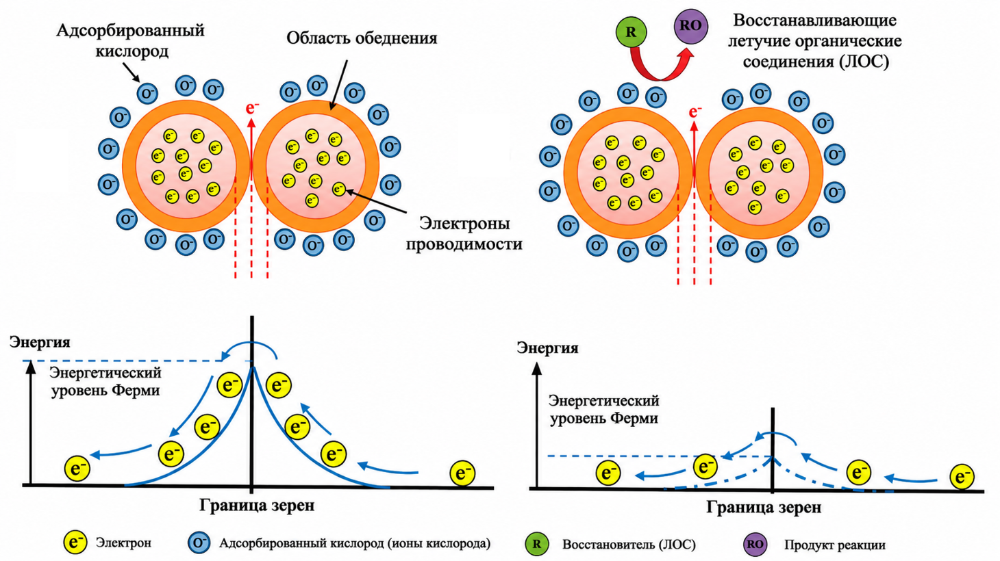 Адсорбированный
кислород
Область обеднения
Электроны
проводимости
e⁻
R
RO
Восстанавливающие
летучие органические
соединения (ЛОС)
e⁻
O⁻ O⁻ O⁻ O⁻ O⁻ O⁻ O⁻ O⁻ O⁻ O⁻ O⁻ O⁻ O⁻ O⁻ O⁻ O⁻ O⁻ O⁻ O⁻
e⁻ e⁻ e⁻ e⁻ e⁻ e⁻ e⁻ e⁻ e⁻ e⁻ e⁻
e⁻ e⁻ e⁻ e⁻ e⁻ e⁻ e⁻ e⁻ e⁻ e⁻
O⁻ O⁻ O⁻ O⁻ O⁻ O⁻ O⁻ O⁻ O⁻ O⁻ O⁻ O⁻ O⁻ O⁻ O⁻ O⁻ O⁻ O⁻ O⁻
e⁻ e⁻ e⁻ e⁻ e⁻ e⁻ e⁻ e⁻ e⁻ e⁻ e⁻
e⁻ e⁻ e⁻ e⁻ e⁻ e⁻ e⁻ e⁻ e⁻ e⁻
Энергия
Энергетический
уровень Ферми
e⁻ e⁻ e⁻ e⁻ e⁻ e⁻ e⁻ e⁻
Граница зерен
Энергия
Энергетический
уровень Ферми
e⁻ e⁻ e⁻ e⁻
Граница зерен
e⁻ Электрон
O⁻ Адсорбированный кислород (ионы кислорода)
R Восстановитель (ЛОС)
RO Продукт реакции